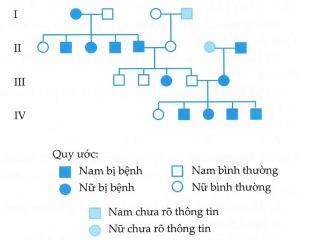 I
II
III
IV
Quy ước:
Nam bị bệnh
Nam bình thường
Nữ bị bệnh
Nữ bình thường
Nam chưa rõ thông tin
Nữ chưa rõ thông tin